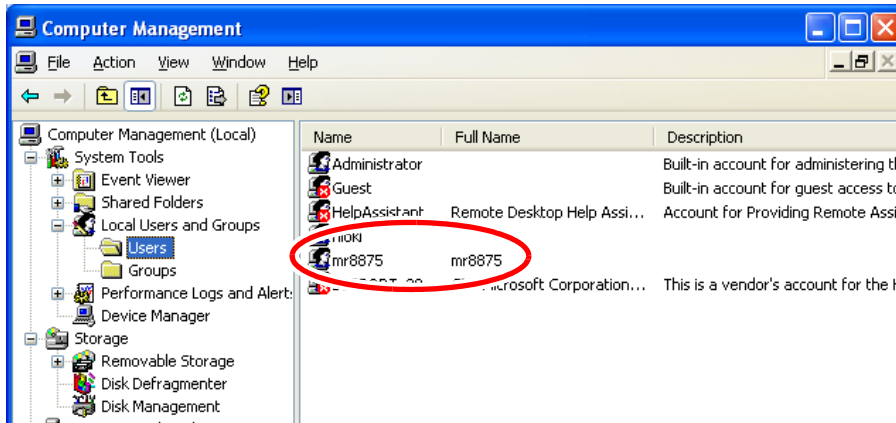 Computer Management
File Action View Window Help
Computer Management (Local)
System Tools
Event Viewer
Shared Folders
Local Users and Groups
Users
Groups
Performance Logs and Alert
Device Manager
Storage
Removable Storage
Disk Defragmenter
Disk Management
Name Full Name Description
Administrator Built-in account for administering th
Guest Built-in account for guest access to
HelpAssistant Remote Desktop Help Assi... Account for Providing Remote Assi
hioki
mr8875 mr8875
Microsoft Corporation... This is a vendor's account for the H